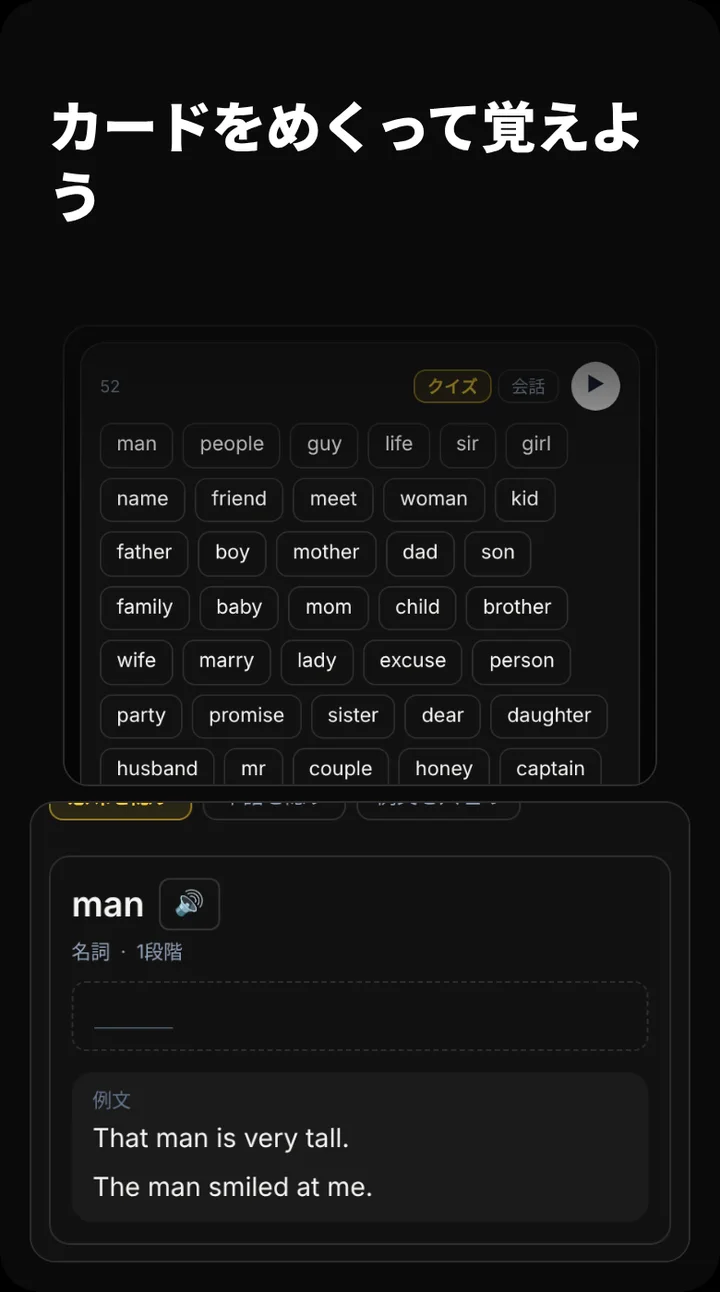 カードをめくって覚えよ
う
52 クイズ 会話
man people guy life sir girl
name friend meet woman kid
father boy mother dad son
family baby mom child brother
wife marry lady excuse person
party promise sister dear daughter
husband mr couple honey captain
man
名詞 · 1段階
例文
That man is very tall.
The man smiled at me.